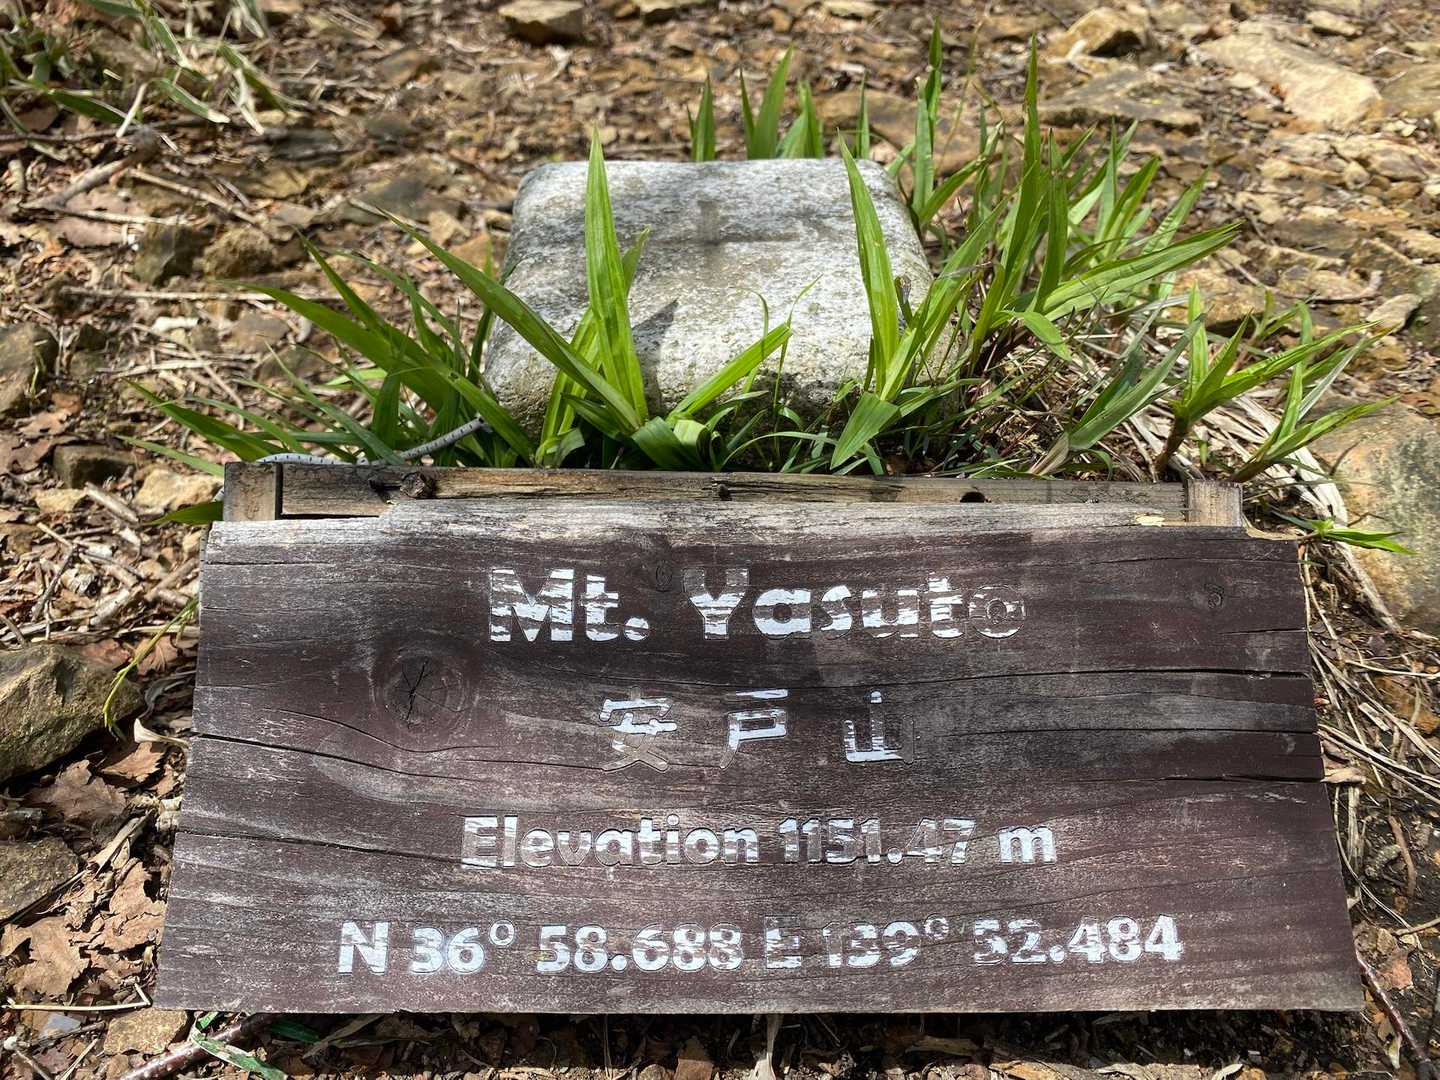 Mt. Yasuto
安戸山
Elevation 1151.47 m
N 36° 58.688 E 139° 52.484